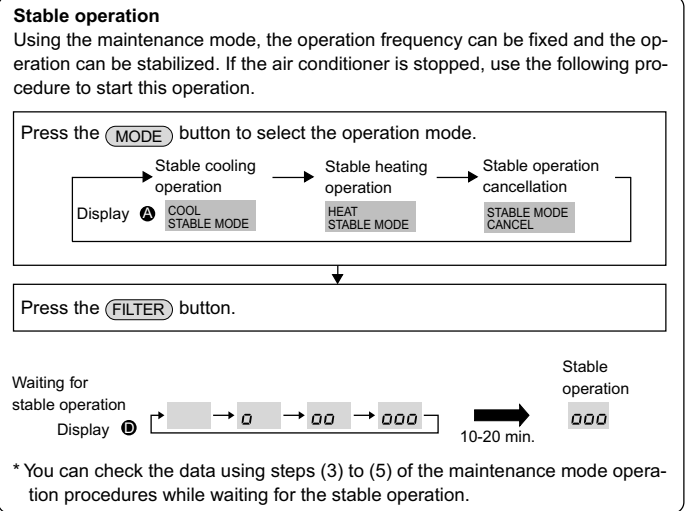 Stable operation
Using the maintenance mode, the operation frequency can be fixed and the op-
eration can be stabilized. If the air conditioner is stopped, use the following pro-
cedure to start this operation.
Press the MODE button to select the operation mode.
Stable cooling
operation
Stable heating
operation
Stable operation
cancellation
Display A
COOL
STABLE MODE
HEAT
STABLE MODE
STABLE MODE
CANCEL
Press the FILTER button.
Waiting for
stable operation
Display D
o
oo
ooo
10-20 min.
Stable
operation
ooo
* You can check the data using steps (3) to (5) of the maintenance mode opera-
tion procedures while waiting for the stable operation.